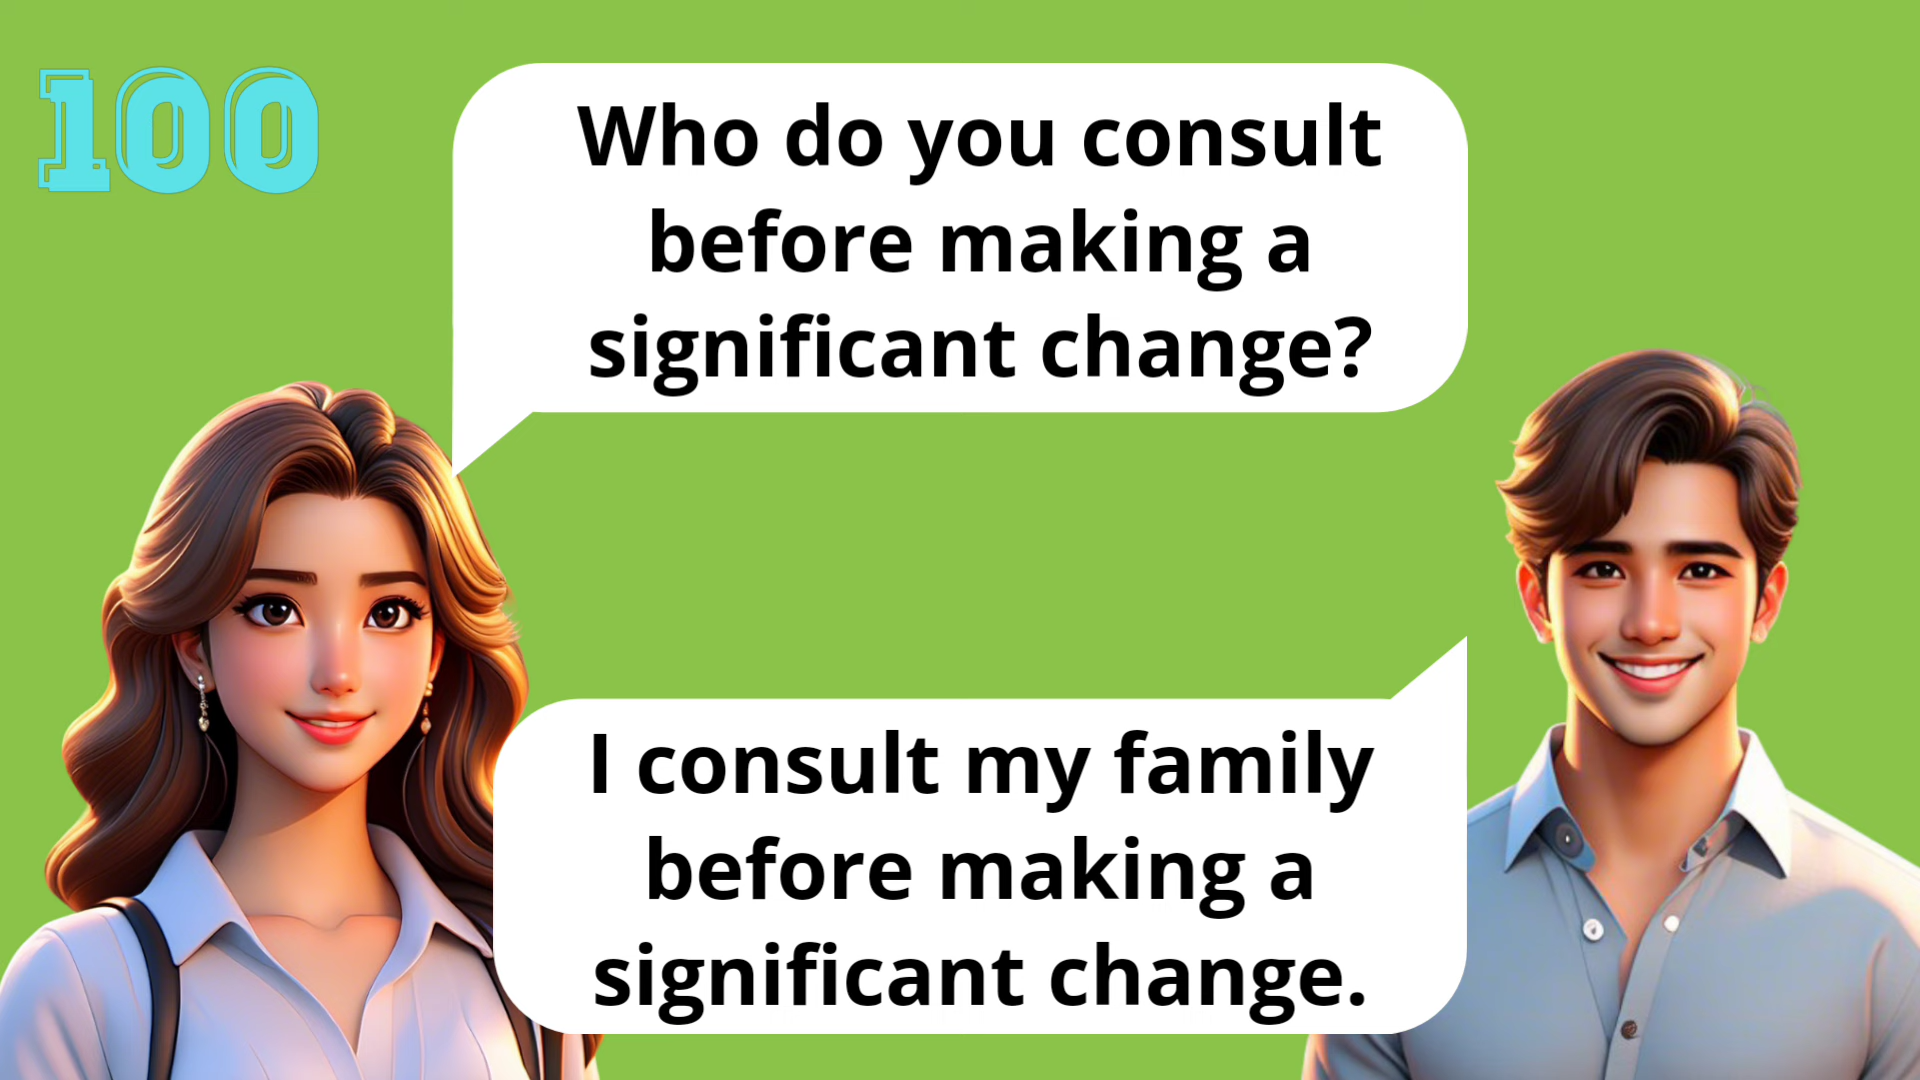 100
Who do you consult
before making a
significant change?
I consult my family
before making a
significant change.